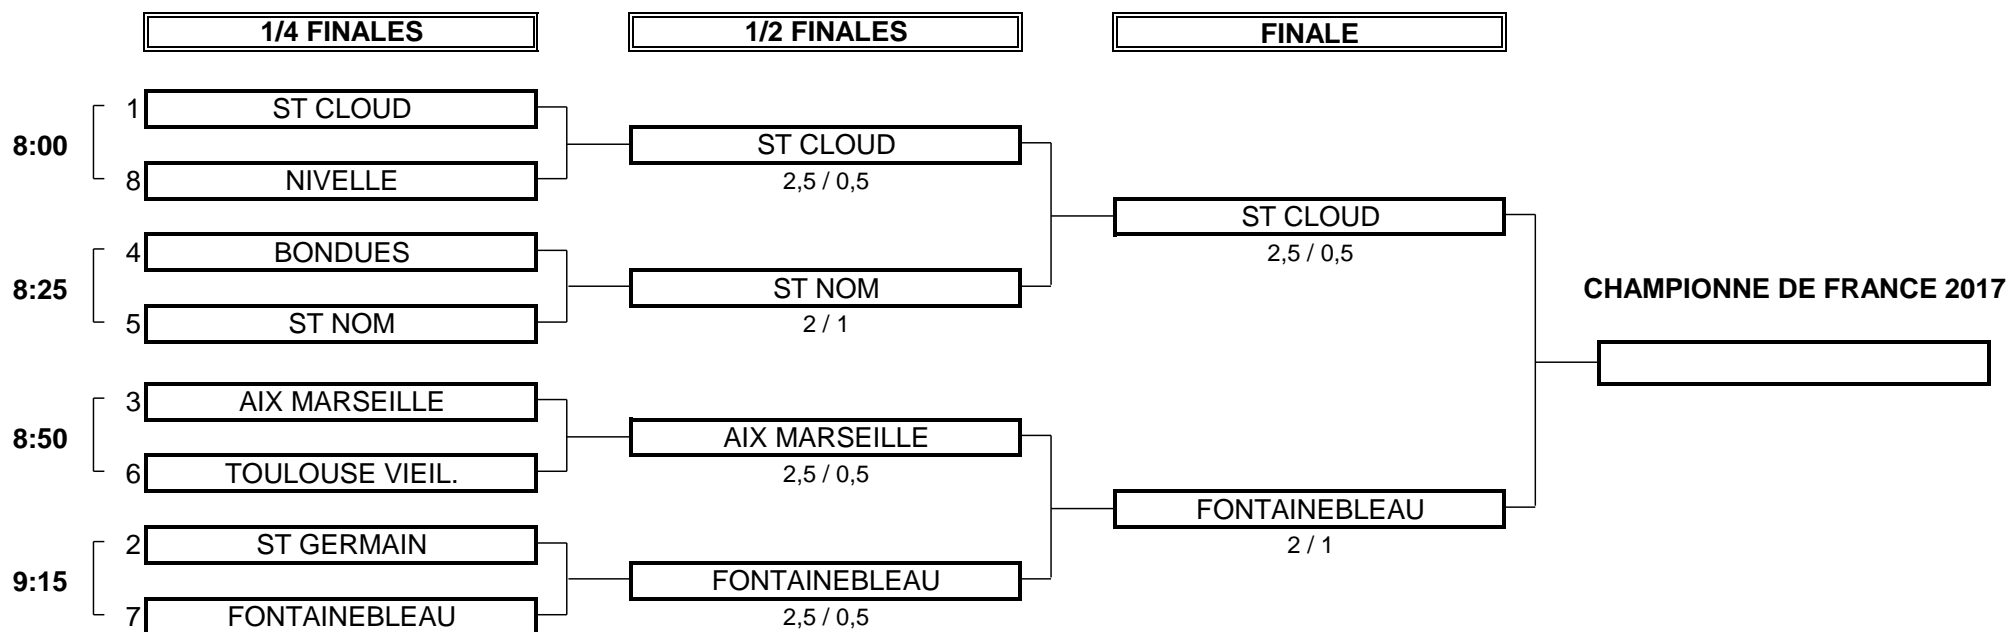 1/4 FINALES 1/2 FINALES FINALE
1 ST CLOUD
8:00 ST CLOUD
8 NIVELLE 2,5 / 0,5
ST CLOUD
4 BONDUES 2,5 / 0,5
8:25 ST NOM CHAMPIONNE DE FRANCE 2017
5 ST NOM 2 / 1
3 AIX MARSEILLE
8:50 AIX MARSEILLE
6 TOULOUSE VIEIL. 2,5 / 0,5
FONTAINEBLEAU
2 ST GERMAIN 2 / 1
9:15 FONTAINEBLEAU
7 FONTAINEBLEAU 2,5 / 0,5